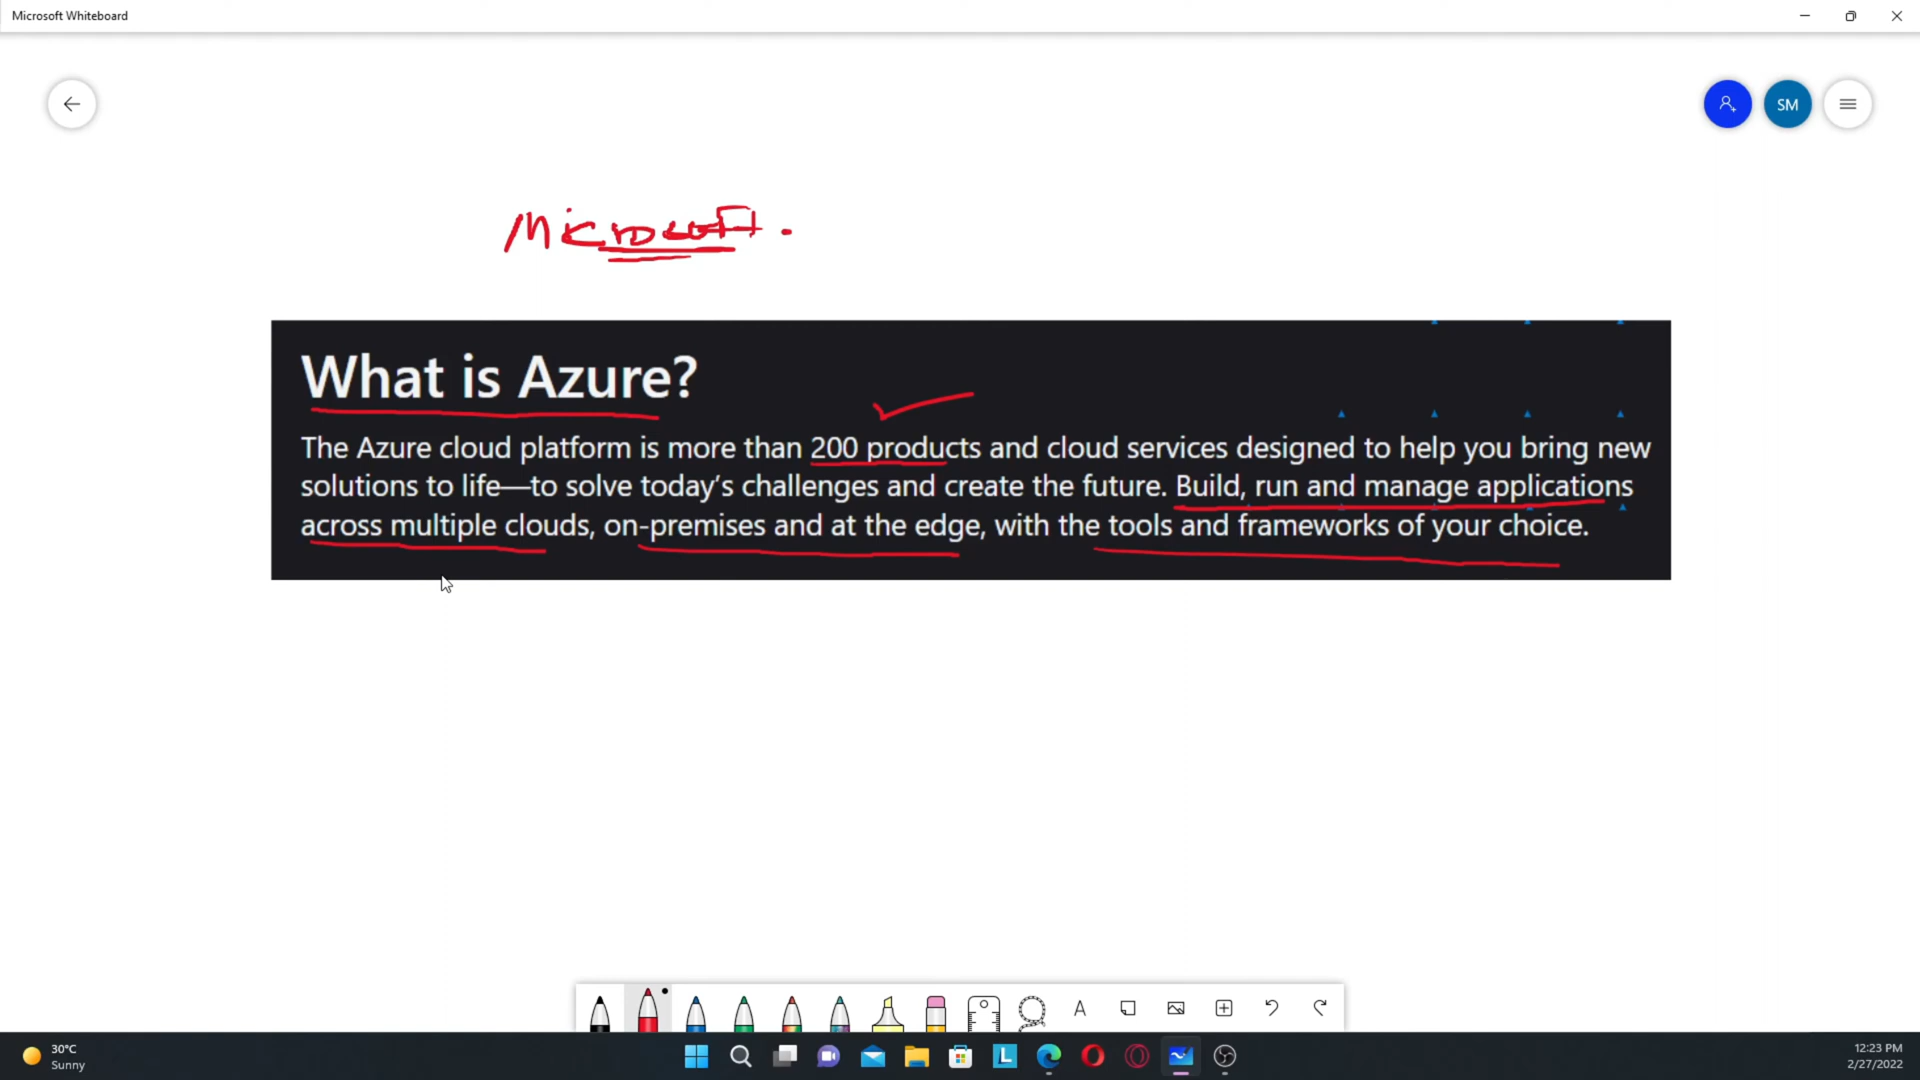 Microsoft Whiteboard
SM
Microsoft.
What is Azure?
The Azure cloud platform is more than 200 products and cloud services designed to help you bring new
solutions to life—to solve today's challenges and create the future. Build, run and manage applications
across multiple clouds, on-premises and at the edge, with the tools and frameworks of your choice.
A
30°C
Sunny
L
12:23 PM
2/27/2022